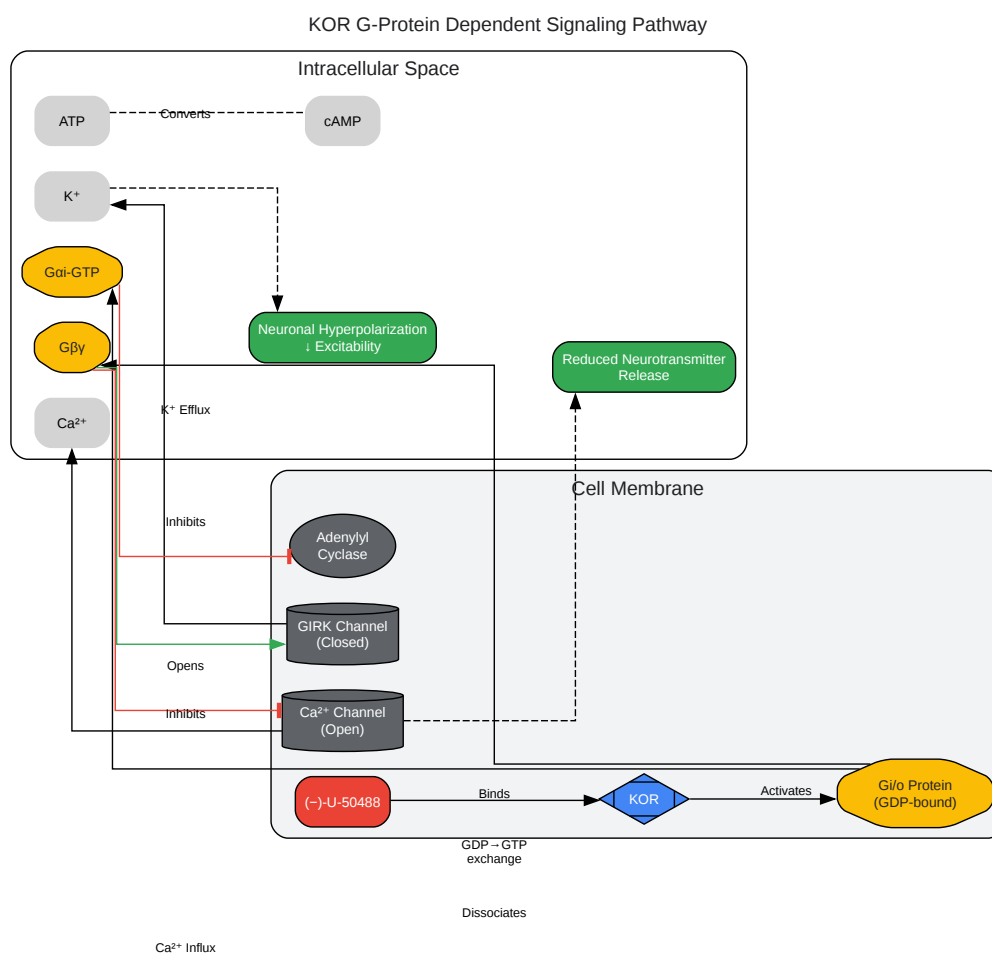 KOR G-Protein Dependent Signaling Pathway
Intracellular Space
ATP
Converts
cAMP
K⁺
Gαi-GTP
Neuronal Hyperpolarization
↓ Excitability
Gβγ
Reduced Neurotransmitter
Release
K⁺ Efflux
Ca²⁺
Cell Membrane
Inhibits
Adenylyl
Cyclase
GIRK Channel
(Closed)
Opens
Inhibits
Ca²⁺ Channel
(Open)
(−)-U-50488
Binds
KOR
Activates
Gi/o Protein
(GDP-bound)
GDP→GTP
exchange
Dissociates
Ca²⁺ Influx